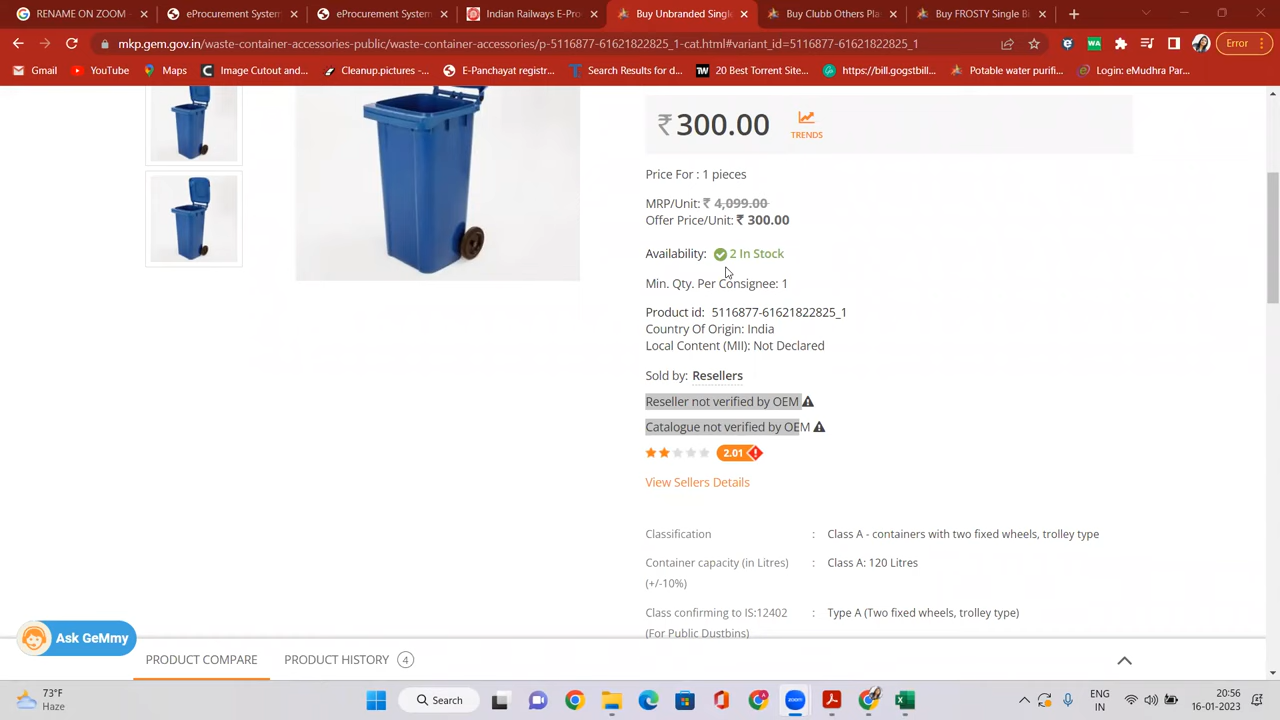 RENAME ON ZOOM -
eProcurement System
eProcurement System
Indian Railways E-Pro
Buy Unbranded Single
Buy Clubb Others Pla
Buy FROSTY Single Bi
mkp.gem.gov.in/waste-container-accessories-public/waste-container-accessories/p-5116877-61621822825_1-cat.html#variant_id=5116877-61621822825_1
Error
Gmail
YouTube
Maps
Image Cutout and...
Cleanup.pictures -...
E-Panchayat registr...
Search Results for d...
20 Best Torrent Site...
https://bill.gogstbill...
Potable water purifi...
Login: eMudhra Par...
₹300.00
TRENDS
Price For : 1 pieces
MRP/Unit: ₹ 4,099.00
Offer Price/Unit: ₹ 300.00
Availability: 2 In Stock
Min. Qty. Per Consignee: 1
Product id: 5116877-61621822825_1
Country Of Origin: India
Local Content (MII): Not Declared
Sold by: Resellers
Reseller not verified by OEM
Catalogue not verified by OEM
2.01
View Sellers Details
Classification : Class A - containers with two fixed wheels, trolley type
Container capacity (in Litres) : Class A: 120 Litres
(+/-10%)
Class confirming to IS:12402 : Type A (Two fixed wheels, trolley type)
(For Public Dustbins)
Ask GeMmy
PRODUCT COMPARE
PRODUCT HISTORY 4
73°F
Haze
Search
ENG
IN
20:56
16-01-2023